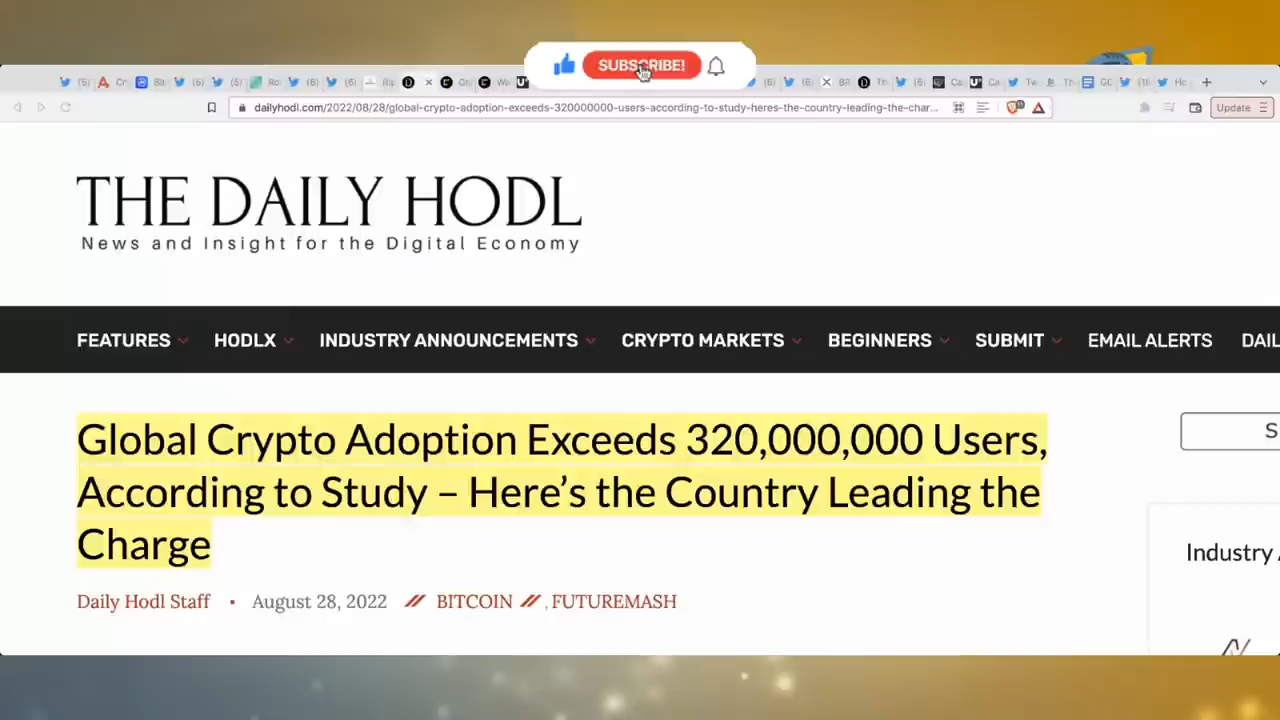 SUBSCRIBE!
dailyhodl.com/2022/08/28/global-crypto-adoption-exceeds-320000000-users-according-to-study-heres-the-country-leading-the-char...
Update
THE DAILY HODL
News and Insight for the Digital Economy
FEATURES HODLX INDUSTRY ANNOUNCEMENTS CRYPTO MARKETS BEGINNERS SUBMIT EMAIL ALERTS DAIL
Global Crypto Adoption Exceeds 320,000,000 Users,
According to Study – Here's the Country Leading the
Charge
S
Daily Hodl Staff · August 28, 2022 // BITCOIN // , FUTUREMASH
Industry